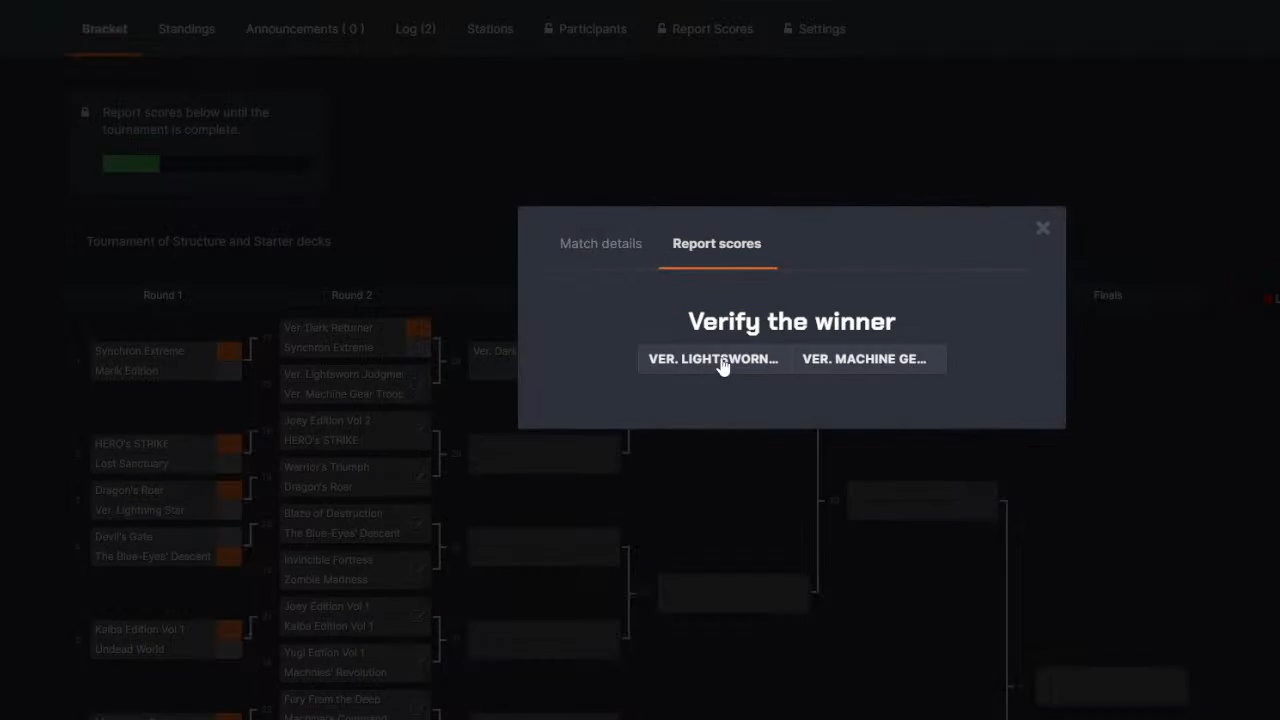 Bracket
Standings
Announcements ( 0 )
Log (2)
Stations
Participants
Report Scores
Settings
Report scores below until the
tournament is complete.
Tournament of Structure and Starter decks
Match details
Report scores
Verify the winner
VER. LIGHTSWORN...
VER. MACHINE GE...
Round 1
Round 2
Finals
Synchron Extreme
Marik Edition
HERO's STRIKE
Lost Sanctuary
Dragon's Roar
Ver. Lightning Star
Devil's Gate
The Blue-Eyes' Descent
Kaiba Edition Vol 1
Undead World
Ver. Dark Returner
Synchron Extreme
Ver. Lightsworn Judgme
Ver. Machine Gear Troop
Joey Edition Vol 2
HERO's STRIKE
Warrior's Triumph
Dragon's Roar
Blaze of Destruction
The Blue-Eyes' Descent
Invincible Fortress
Zombie Madness
Joey Edition Vol 1
Kaiba Edition Vol 1
Yugi Edtion Vol 1
Machnies' Revolution
Fury From the Deep
Ver. Dark